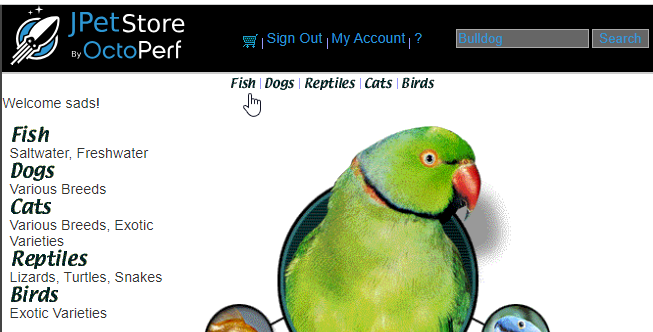 JPetStore
By OctoPerf
Sign Out | My Account | ?
Bulldog
Search
Fish | Dogs | Reptiles | Cats | Birds
Welcome sads!
Fish
Saltwater, Freshwater
Dogs
Various Breeds
Cats
Various Breeds, Exotic
Varieties
Reptiles
Lizards, Turtles, Snakes
Birds
Exotic Varieties